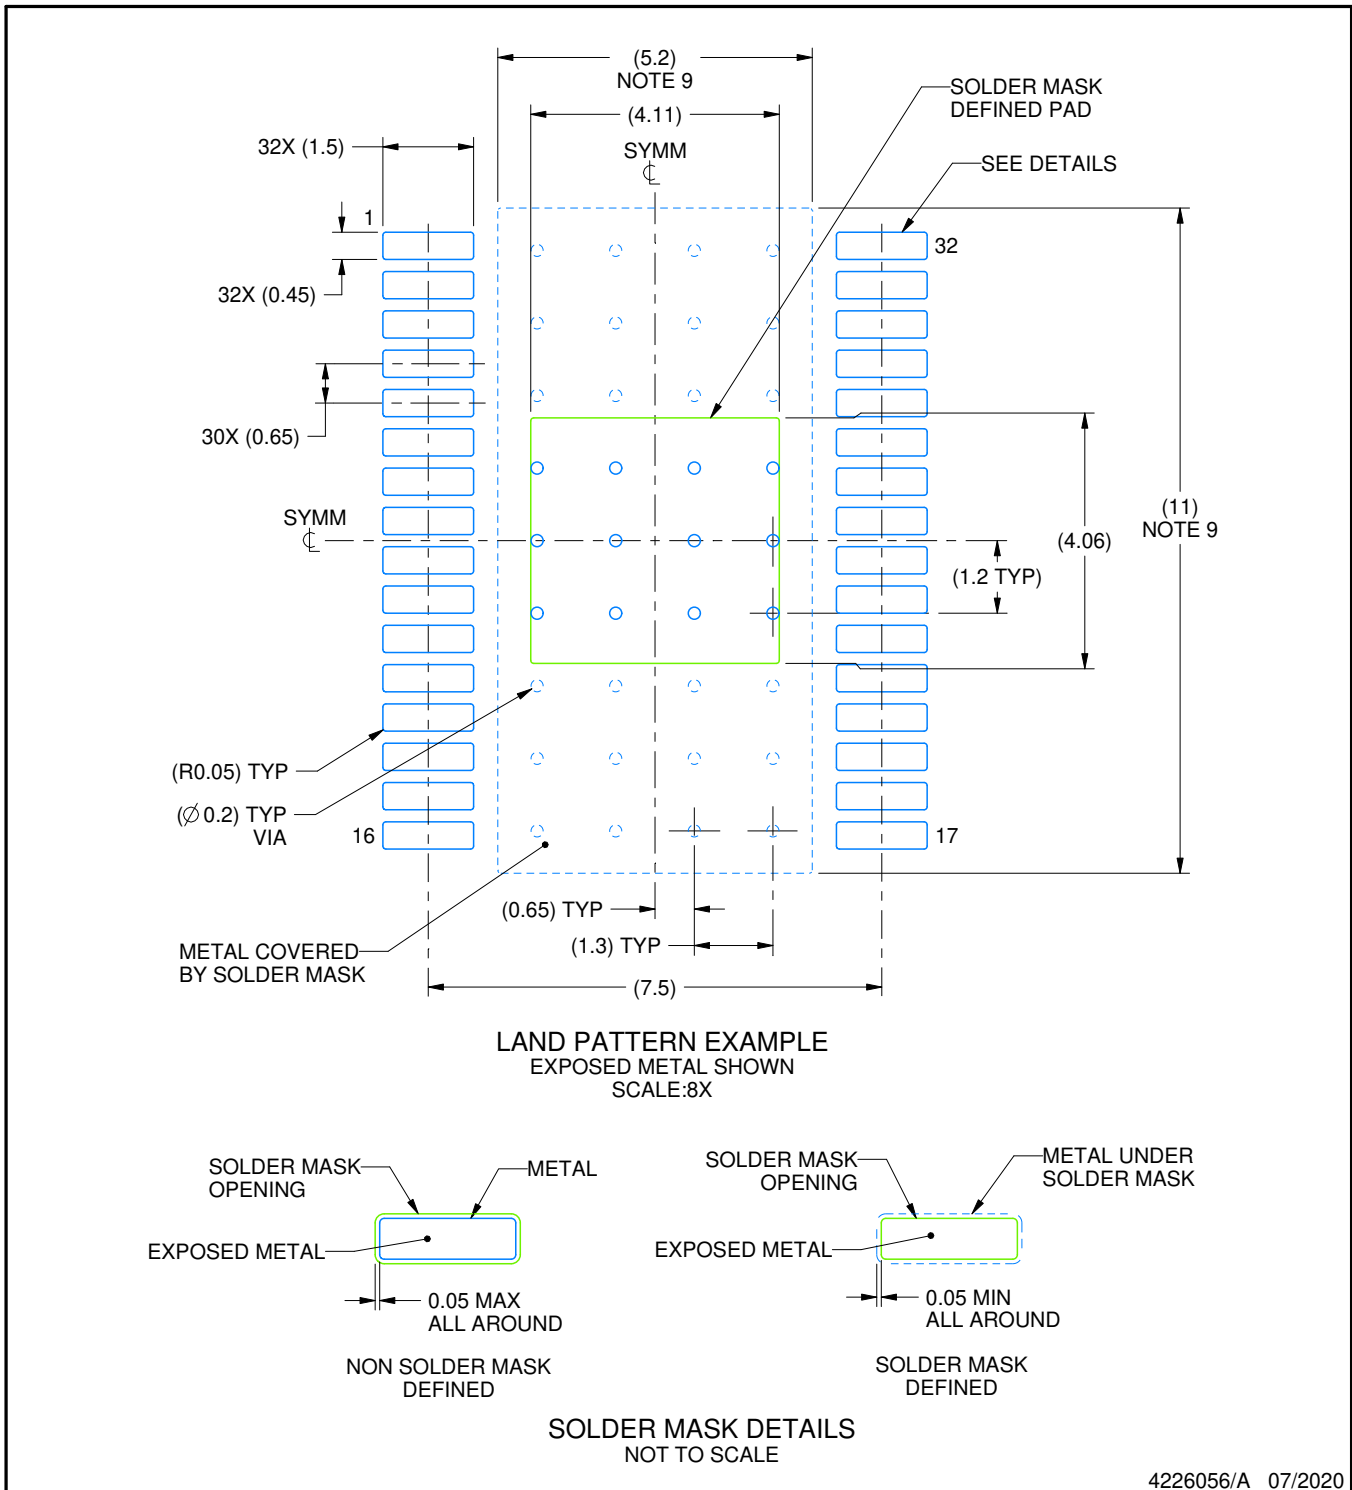 (5.2)
NOTE 9
(4.11)
SYMM
℄
SOLDER MASK
DEFINED PAD
SEE DETAILS
32X (1.5)
1
32
32X (0.45)
30X (0.65)
SYMM
℄
(11)
NOTE 9
(4.06)
(1.2 TYP)
(R0.05) TYP
(∅ 0.2) TYP
VIA
16
17
(0.65) TYP
(1.3) TYP
METAL COVERED
BY SOLDER MASK
(7.5)
LAND PATTERN EXAMPLE
EXPOSED METAL SHOWN
SCALE:8X
SOLDER MASK
OPENING
METAL
EXPOSED METAL
0.05 MAX
ALL AROUND
NON SOLDER MASK
DEFINED
SOLDER MASK
OPENING
METAL UNDER
SOLDER MASK
EXPOSED METAL
0.05 MIN
ALL AROUND
SOLDER MASK
DEFINED
SOLDER MASK DETAILS
NOT TO SCALE
4226056/A 07/2020